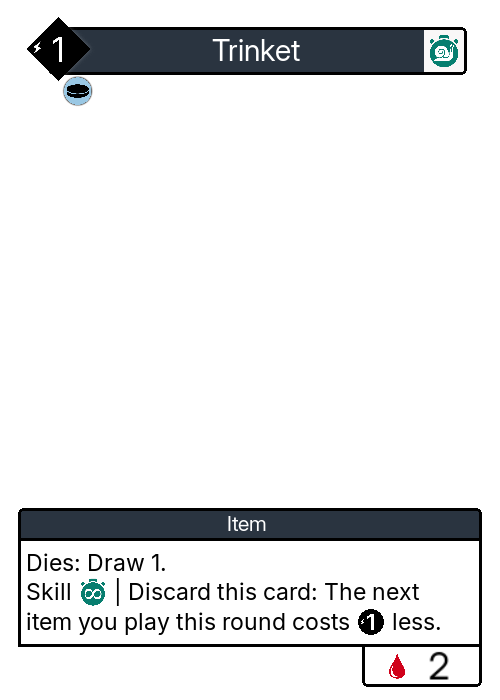 1
Trinket
Item
Dies: Draw 1.
Skill | Discard this card: The next
item you play this round costs 1 less.
2